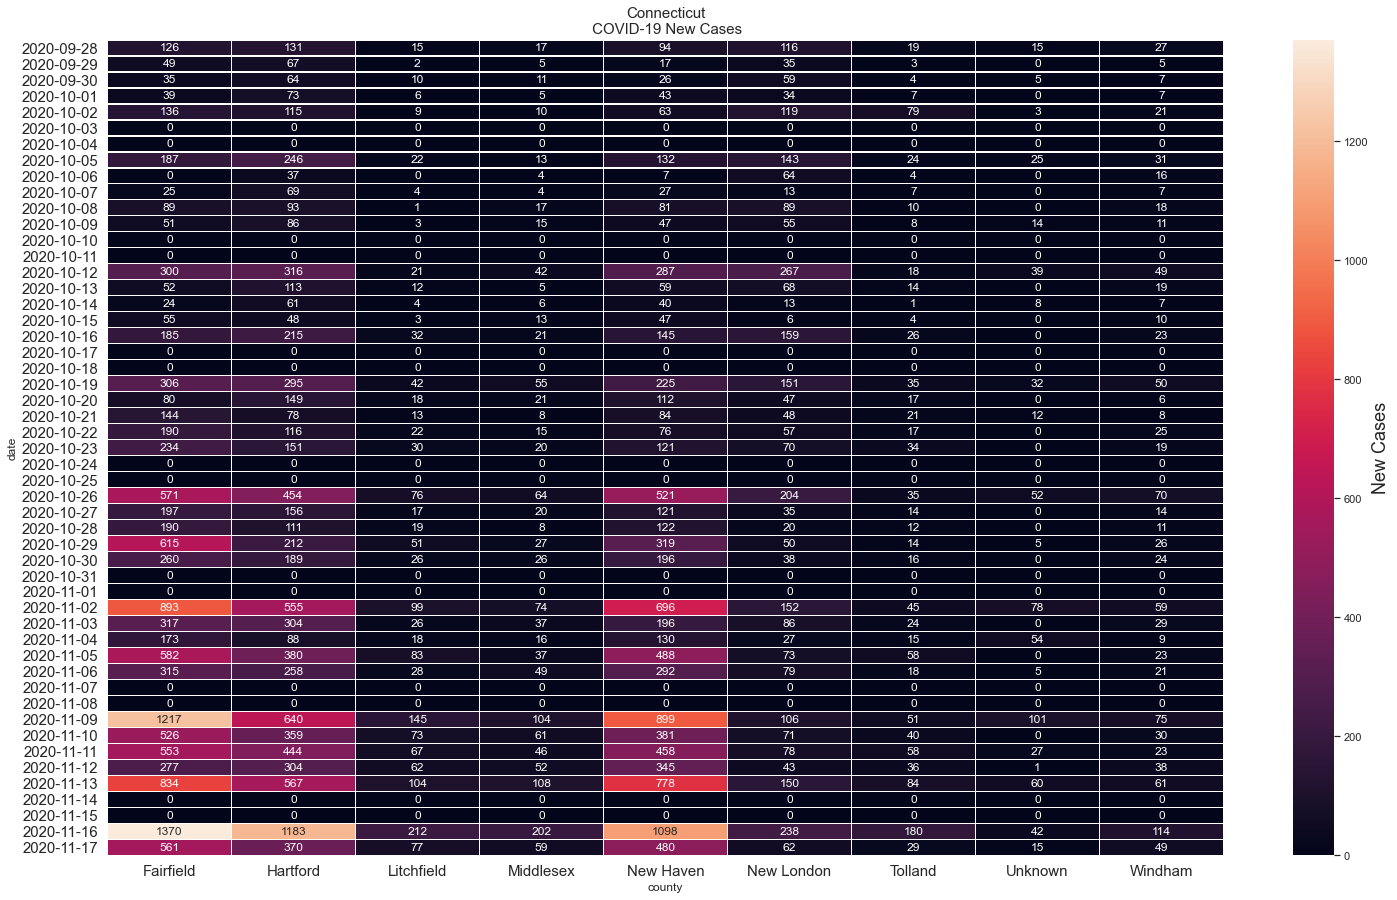 Connecticut
COVID-19 New Cases
2020-09-28 126 131 15 17 94 116 19 15 27
2020-09-29 49 67 2 5 17 35 3 0 5
2020-09-30 35 64 10 11 26 59 4 5 7
2020-10-01 39 73 6 5 43 34 7 0 7
2020-10-02 136 115 9 10 63 119 79 3 21
2020-10-03 0 0 0 0 0 0 0 0 0
2020-10-04 0 0 0 0 0 0 0 0 0
2020-10-05 187 246 22 13 132 143 24 25 31
2020-10-06 0 37 0 4 7 64 4 0 16
2020-10-07 25 69 4 4 27 13 7 0 7
2020-10-08 89 93 1 17 81 89 10 0 18
2020-10-09 51 86 3 15 47 55 8 14 11
2020-10-10 0 0 0 0 0 0 0 0 0
2020-10-11 0 0 0 0 0 0 0 0 0
2020-10-12 300 316 21 42 287 267 18 39 49
2020-10-13 52 113 12 5 59 68 14 0 19
2020-10-14 24 61 4 6 40 13 1 8 7
2020-10-15 55 48 3 13 47 6 4 0 10
2020-10-16 185 215 32 21 145 159 26 0 23
2020-10-17 0 0 0 0 0 0 0 0 0
2020-10-18 0 0 0 0 0 0 0 0 0
2020-10-19 306 295 42 55 225 151 35 32 50
2020-10-20 80 149 18 21 112 47 17 0 6
2020-10-21 144 78 13 8 84 48 21 12 8
2020-10-22 190 116 22 15 76 57 17 0 25
2020-10-23 234 151 30 20 121 70 34 0 19
2020-10-24 0 0 0 0 0 0 0 0 0
2020-10-25 0 0 0 0 0 0 0 0 0
2020-10-26 571 454 76 64 521 204 35 52 70
2020-10-27 197 156 17 20 121 35 14 0 14
2020-10-28 190 111 19 8 122 20 12 0 11
2020-10-29 615 212 51 27 319 50 14 5 26
2020-10-30 260 189 26 26 196 38 16 0 24
2020-10-31 0 0 0 0 0 0 0 0 0
2020-11-01 0 0 0 0 0 0 0 0 0
2020-11-02 893 555 99 74 696 152 45 78 59
2020-11-03 317 304 26 37 196 86 24 0 29
2020-11-04 173 88 18 16 130 27 15 54 9
2020-11-05 582 380 83 37 488 73 58 0 23
2020-11-06 315 258 28 49 292 79 18 5 21
2020-11-07 0 0 0 0 0 0 0 0 0
2020-11-08 0 0 0 0 0 0 0 0 0
2020-11-09 1217 640 145 104 899 106 51 101 75
2020-11-10 526 359 73 61 381 71 40 0 30
2020-11-11 553 444 67 46 458 78 58 27 23
2020-11-12 277 304 62 52 345 43 36 1 38
2020-11-13 834 567 104 108 778 150 84 60 61
2020-11-14 0 0 0 0 0 0 0 0 0
2020-11-15 0 0 0 0 0 0 0 0 0
2020-11-16 1370 1183 212 202 1098 238 180 42 114
2020-11-17 561 370 77 59 480 62 29 15 49
Fairfield Hartford Litchfield Middlesex New Haven New London Tolland Unknown Windham
county
date
1200
1000
800
600
400
200
0
New Cases